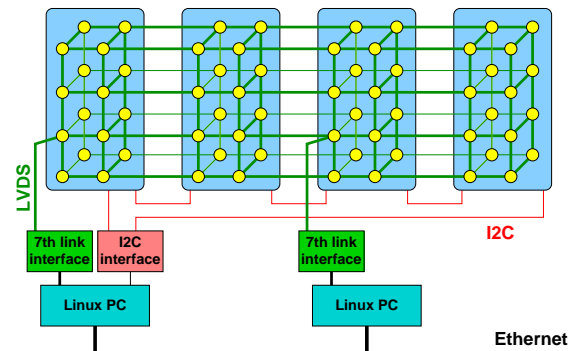 LVDS
I2C
7th link
interface
I2C
interface
7th link
interface
Linux PC
Linux PC
Ethernet